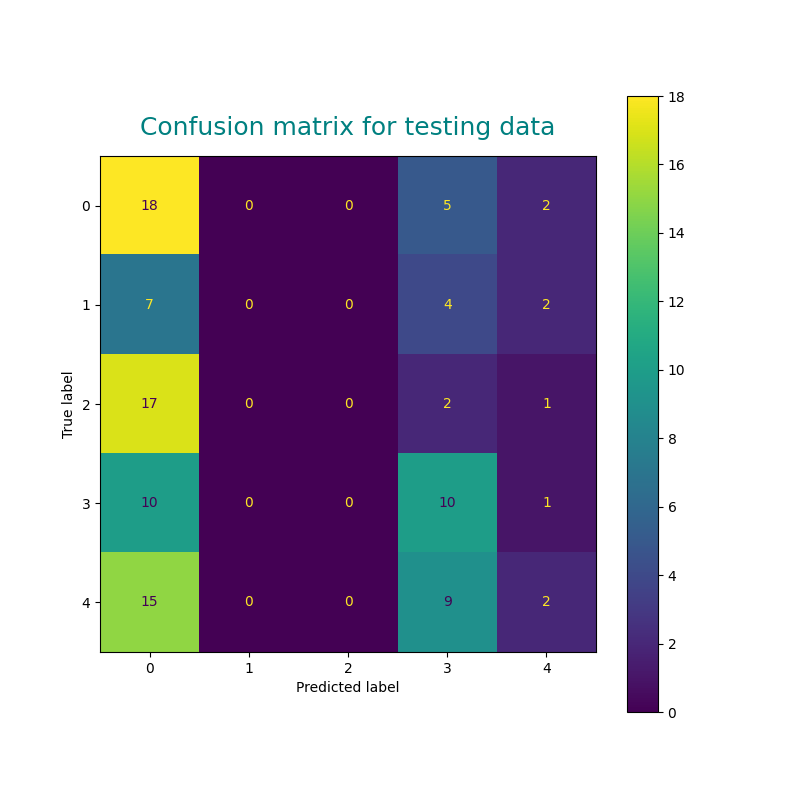 Confusion matrix for testing data
0 18 0 0 5 2
1 7 0 0 4 2
True label
2 17 0 0 2 1
3 10 0 0 10 1
4 15 0 0 9 2
0 1 2 3 4
Predicted label
18
16
14
12
10
8
6
4
2
0